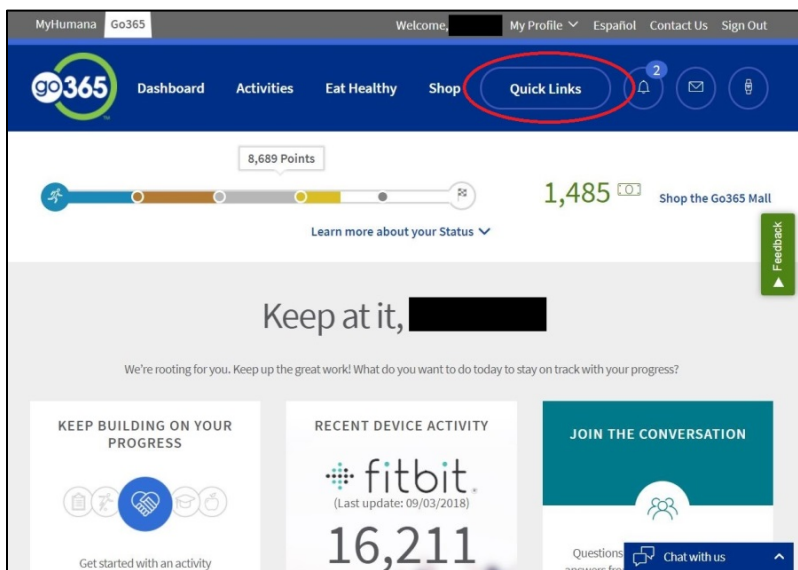 MyHumana Go365 Welcome, My Profile Español Contact Us Sign Out
go365 Dashboard Activities Eat Healthy Shop Quick Links 2
8,689 Points
1,485 Shop the Go365 Mall
Learn more about your Status
Feedback
Keep at it,
We're rooting for you. Keep up the great work! What do you want to do today to stay on track with your progress?
KEEP BUILDING ON YOUR
PROGRESS
Get started with an activity
RECENT DEVICE ACTIVITY
fitbit.
(Last update: 09/03/2018)
16,211
JOIN THE CONVERSATION
Questions
Chat with us